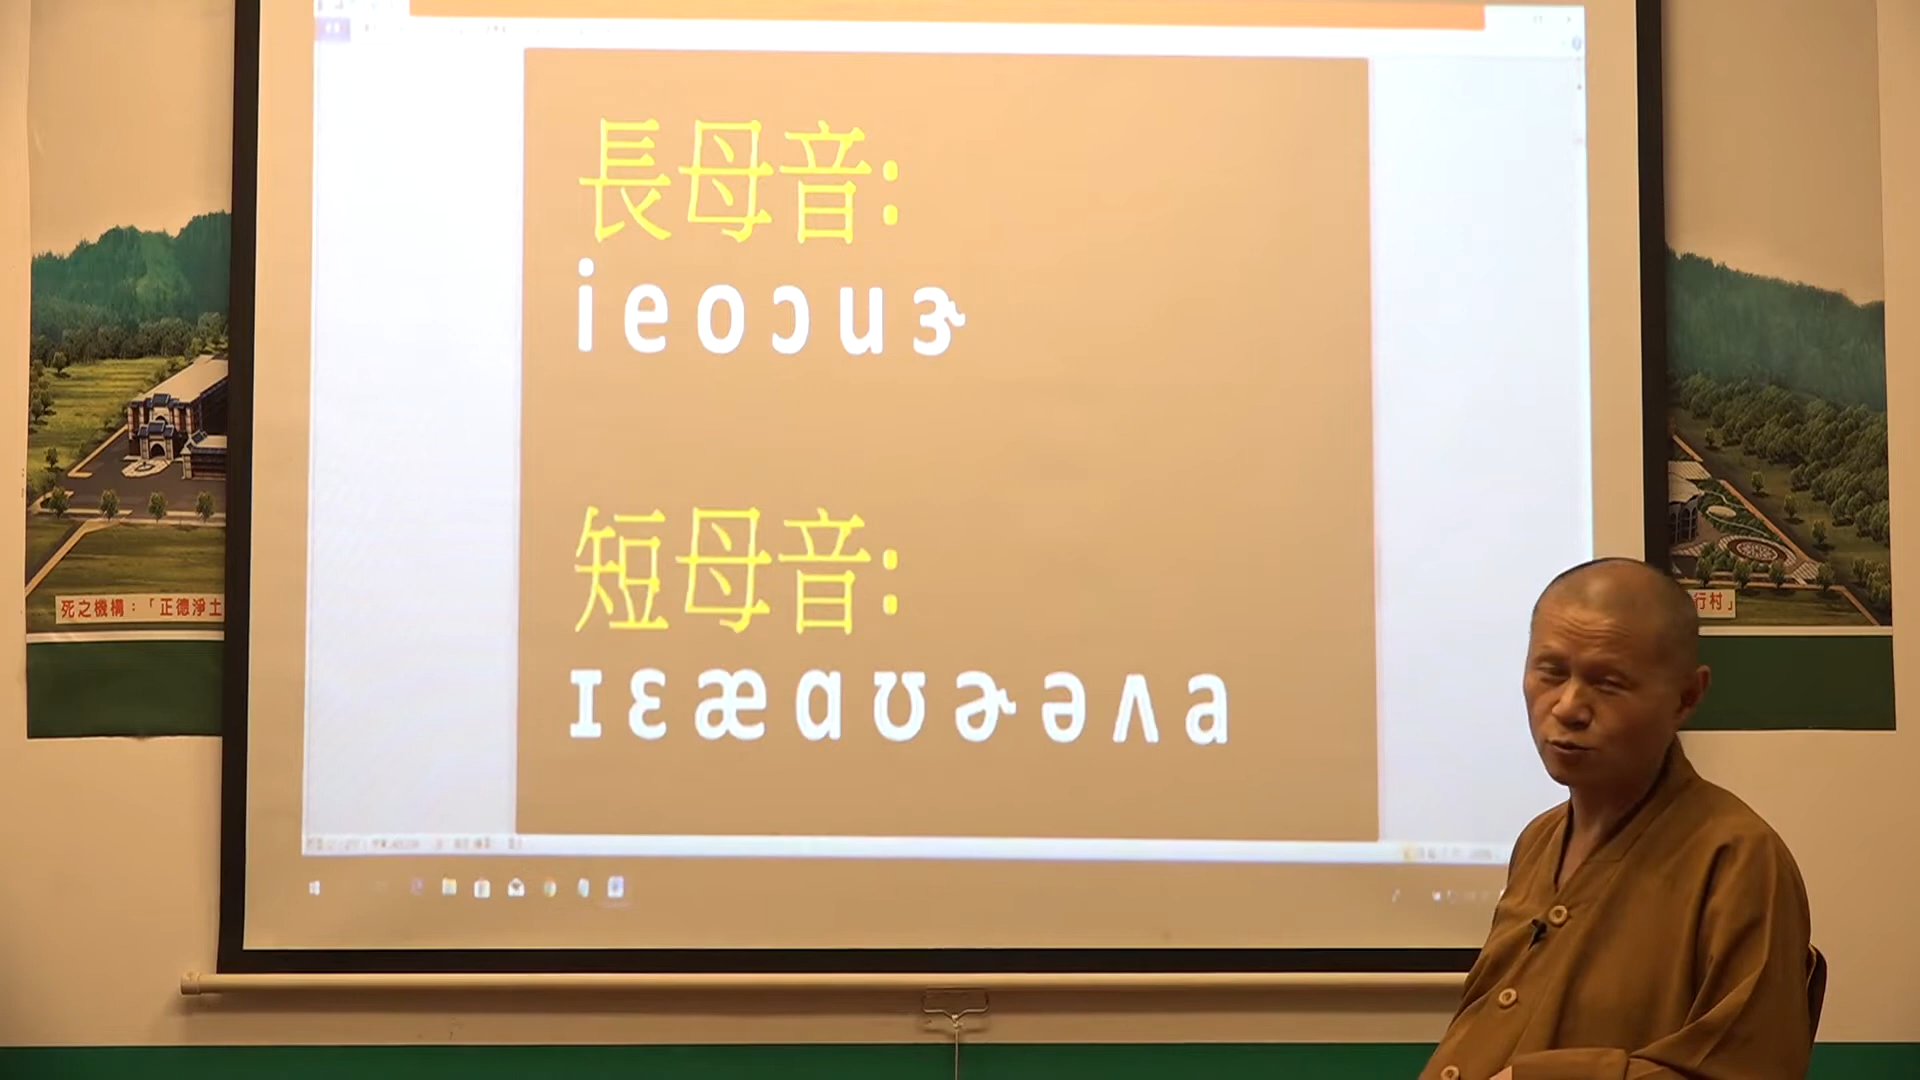 長母音:
i e o ɔ u ɝ
短母音:
ɪ ɛ æ ɑ ʊ ɚ ə ʌ a
死之機構：「正德淨土
行村」